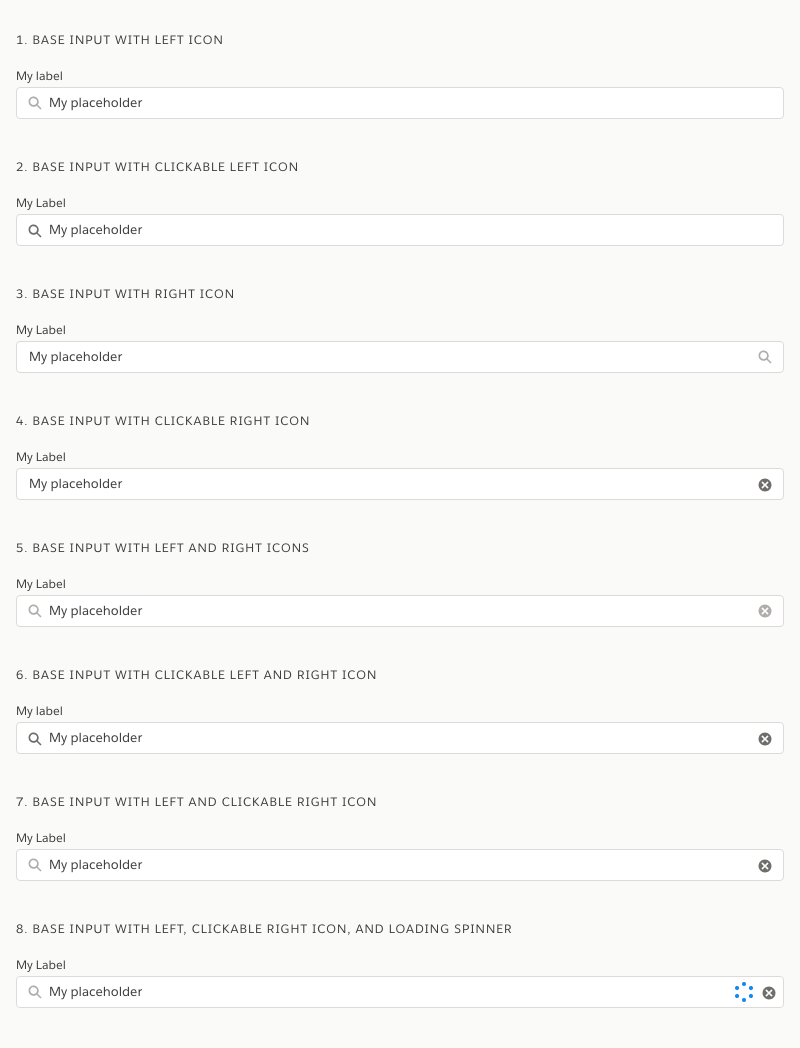 1. BASE INPUT WITH LEFT ICON
My label
My placeholder
2. BASE INPUT WITH CLICKABLE LEFT ICON
My Label
My placeholder
3. BASE INPUT WITH RIGHT ICON
My Label
My placeholder
4. BASE INPUT WITH CLICKABLE RIGHT ICON
My Label
My placeholder
5. BASE INPUT WITH LEFT AND RIGHT ICONS
My Label
My placeholder
6. BASE INPUT WITH CLICKABLE LEFT AND RIGHT ICON
My label
My placeholder
7. BASE INPUT WITH LEFT AND CLICKABLE RIGHT ICON
My Label
My placeholder
8. BASE INPUT WITH LEFT, CLICKABLE RIGHT ICON, AND LOADING SPINNER
My Label
My placeholder